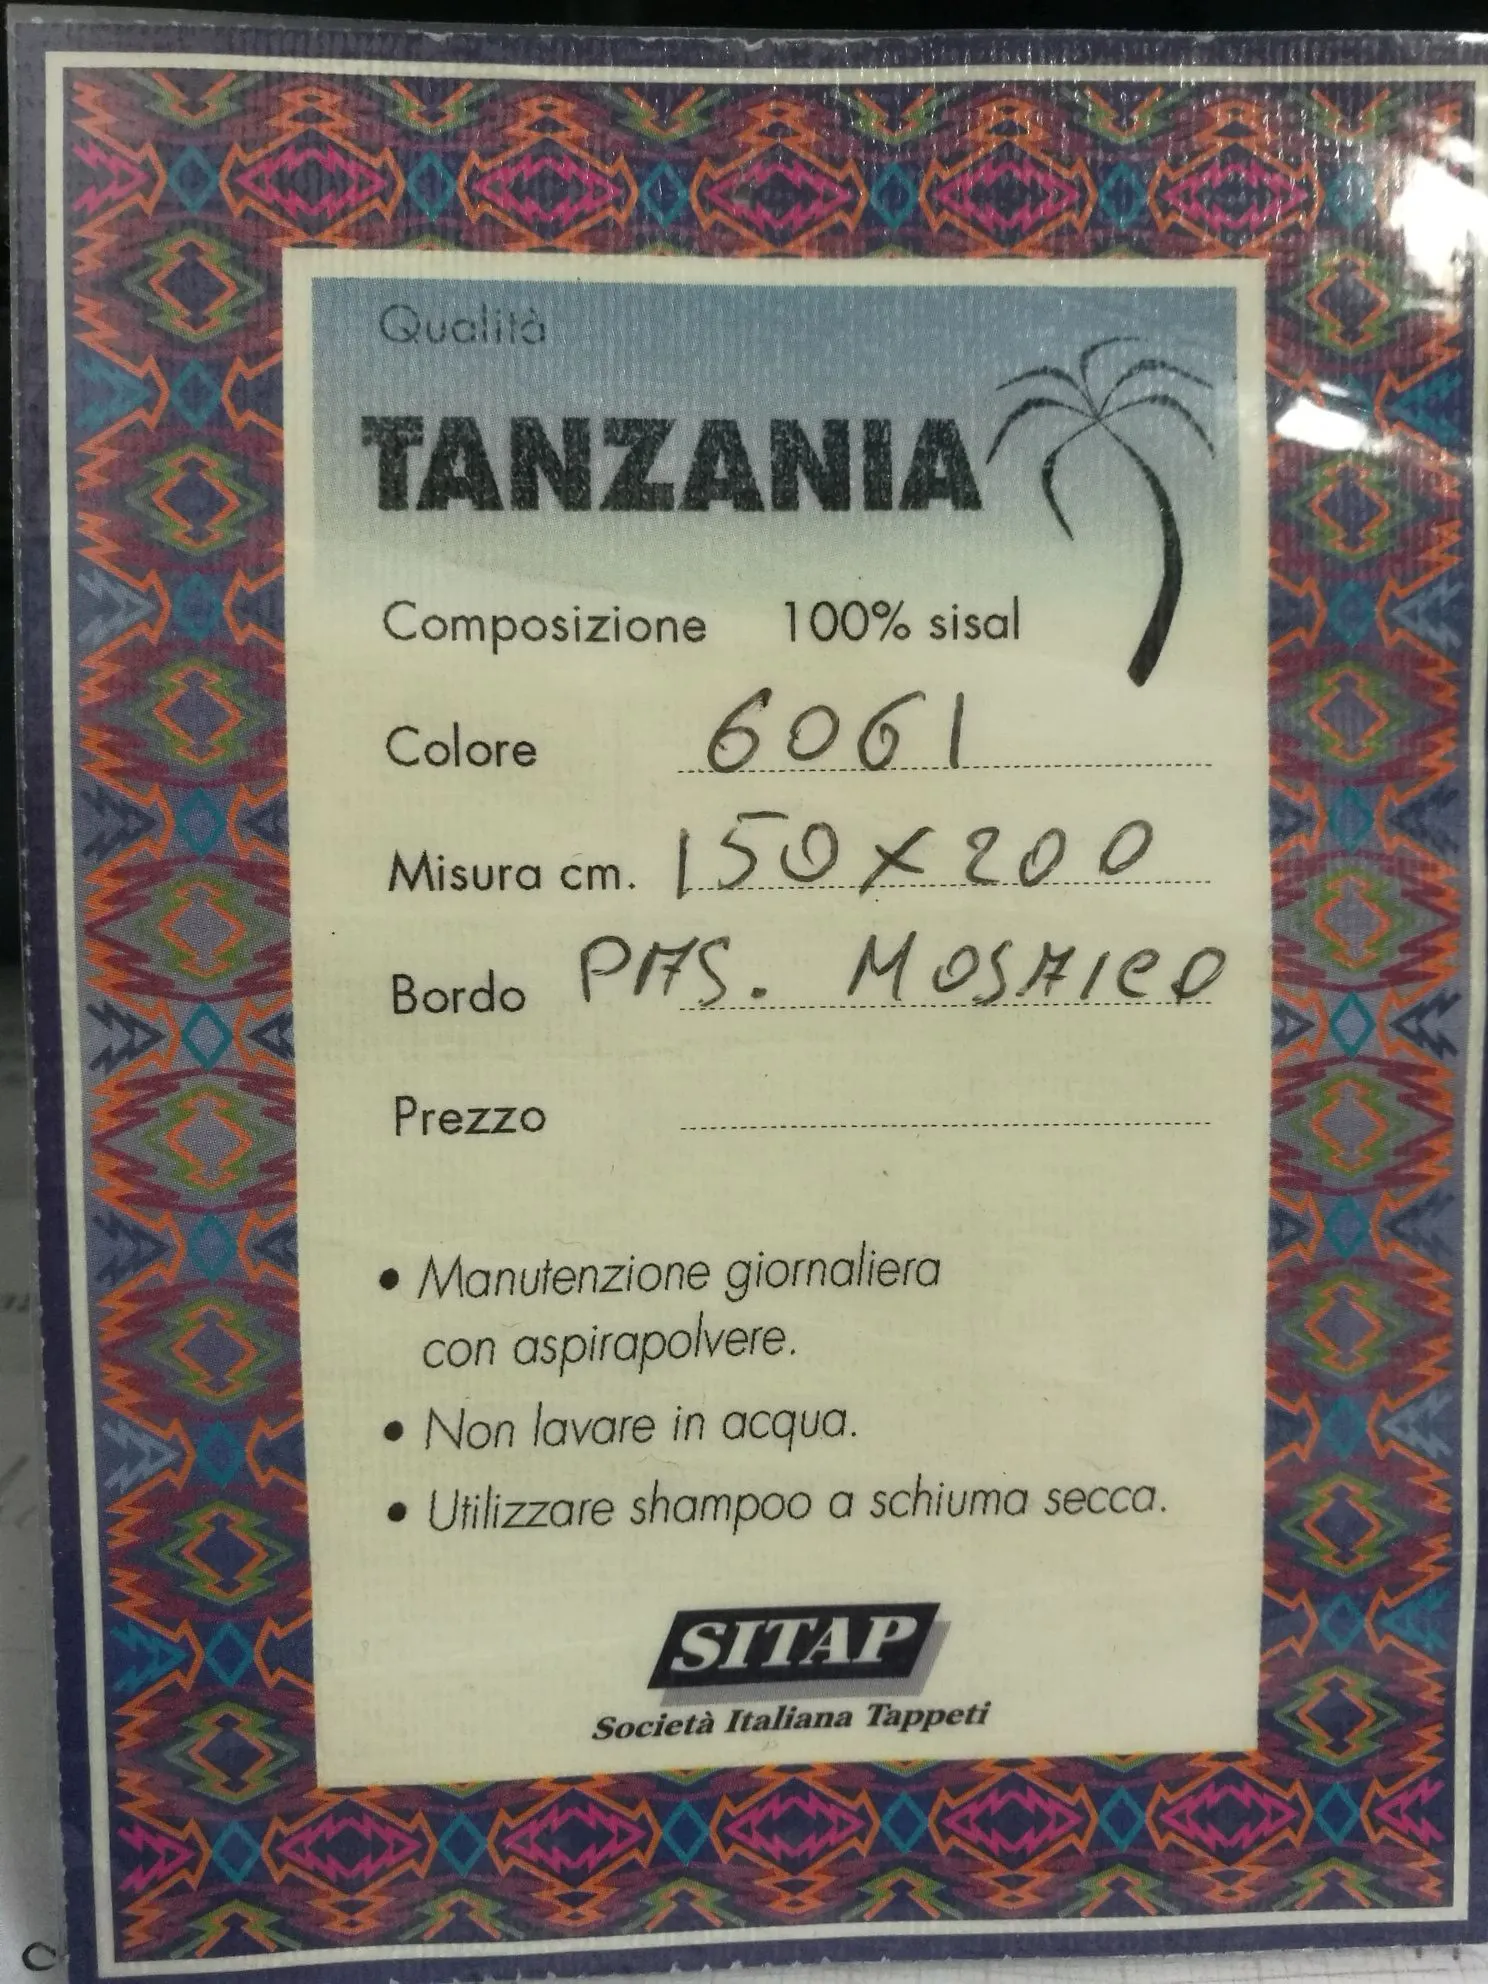 Qualità
TANZANIA
Composizione 100% sisal
Colore 6061
Misura cm. 150x200
Bordo PAS. MOSAICO
Prezzo
• Manutenzione giornaliera
con aspirapolvere.
• Non lavare in acqua.
• Utilizzare shampoo a schiuma secca.
SITAP
Società Italiana Tappeti